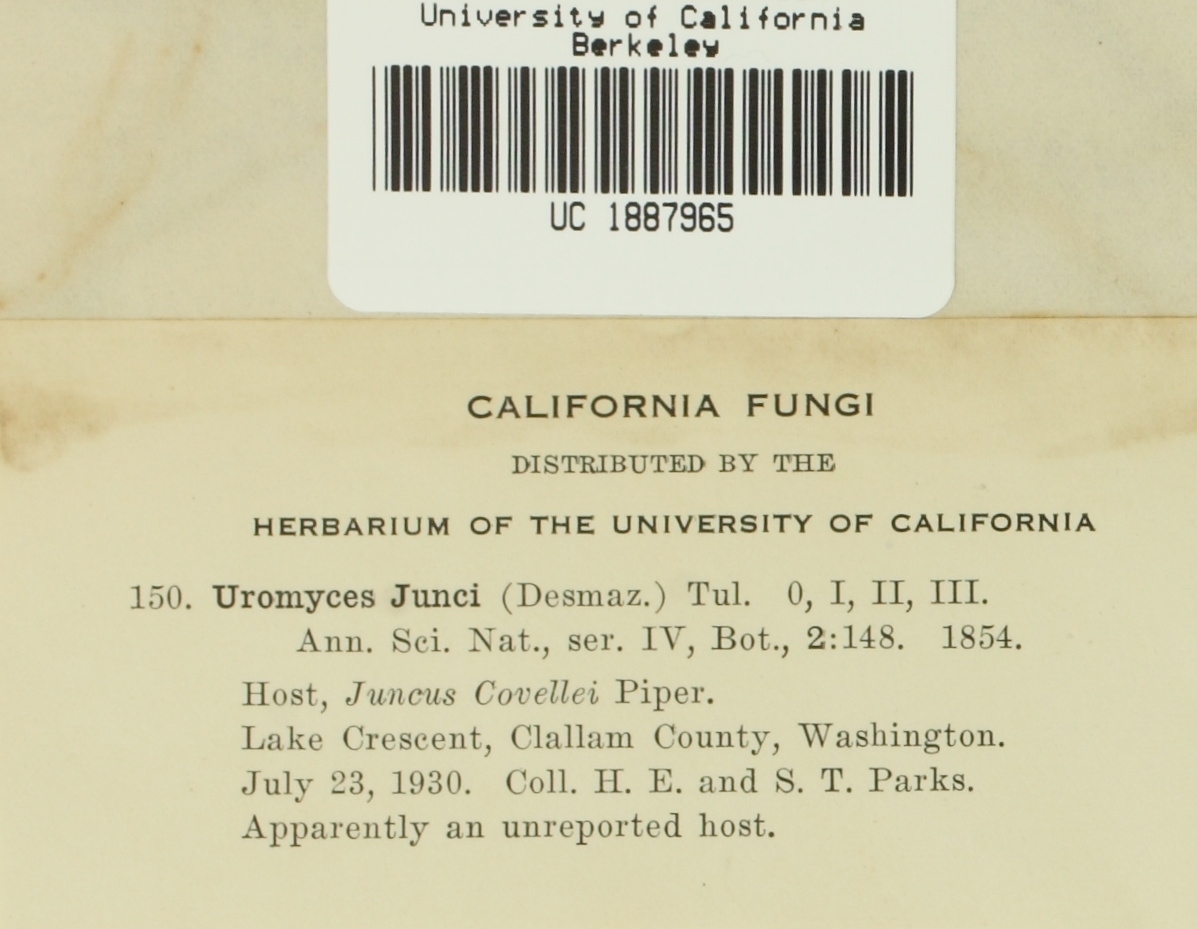 University of California
Berkeley
UC 1887965
CALIFORNIA FUNGI
DISTRIBUTED BY THE
HERBARIUM OF THE UNIVERSITY OF CALIFORNIA
150. Uromyces Junci (Desmaz.) Tul. 0, I, II, III.
Ann. Sci. Nat., ser. IV, Bot., 2:148. 1854.
Host, Juncus Covellei Piper.
Lake Crescent, Clallam County, Washington.
July 23, 1930. Coll. H. E. and S. T. Parks.
Apparently an unreported host.